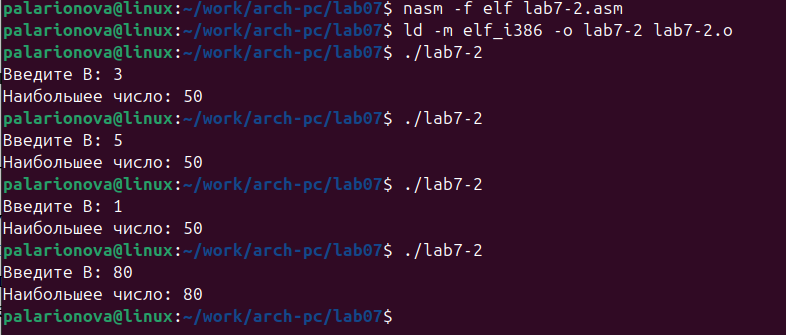 palarionova@linux:~/work/arch-pc/lab07$ nasm -f elf lab7-2.asm
palarionova@linux:~/work/arch-pc/lab07$ ld -m elf_i386 -o lab7-2 lab7-2.o
palarionova@linux:~/work/arch-pc/lab07$ ./lab7-2
Введите B: 3
Наибольшее число: 50
palarionova@linux:~/work/arch-pc/lab07$ ./lab7-2
Введите B: 5
Наибольшее число: 50
palarionova@linux:~/work/arch-pc/lab07$ ./lab7-2
Введите B: 1
Наибольшее число: 50
palarionova@linux:~/work/arch-pc/lab07$ ./lab7-2
Введите B: 80
Наибольшее число: 80
palarionova@linux:~/work/arch-pc/lab07$